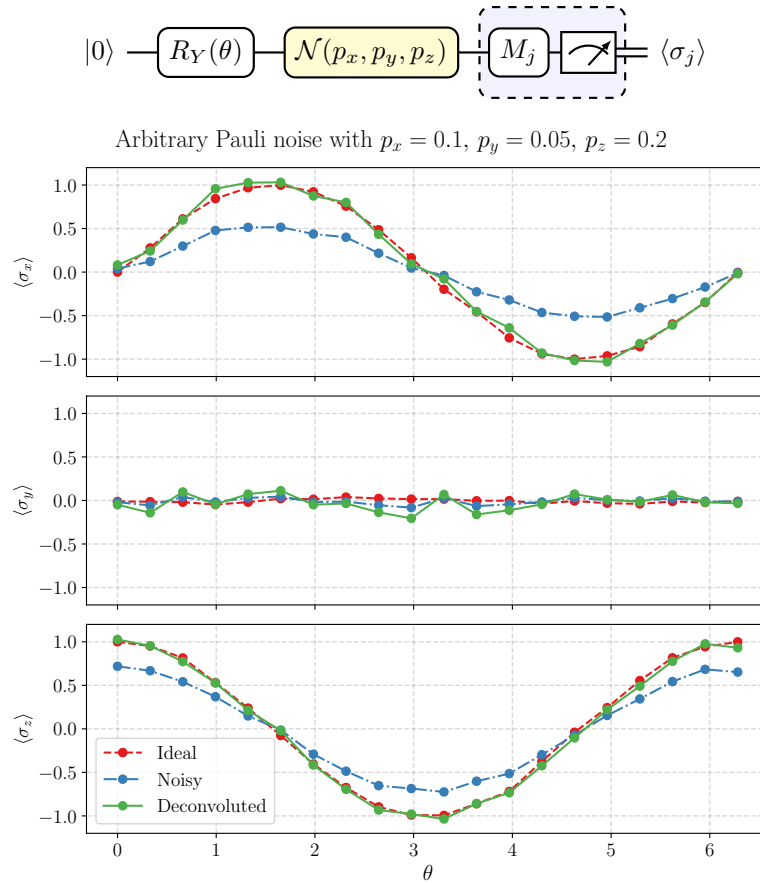 |0⟩ R_Y(θ) 𝒩(p_x, p_y, p_z) M_j ⟨σ_j⟩
Arbitrary Pauli noise with p_x = 0.1, p_y = 0.05, p_z = 0.2
1.0
0.5
0.0
−0.5
−1.0
⟨σ_x⟩
1.0
0.5
0.0
−0.5
−1.0
⟨σ_y⟩
1.0
0.5
0.0
−0.5
−1.0
⟨σ_z⟩
Ideal
Noisy
Deconvoluted
0 1 2 3 4 5 6
θ